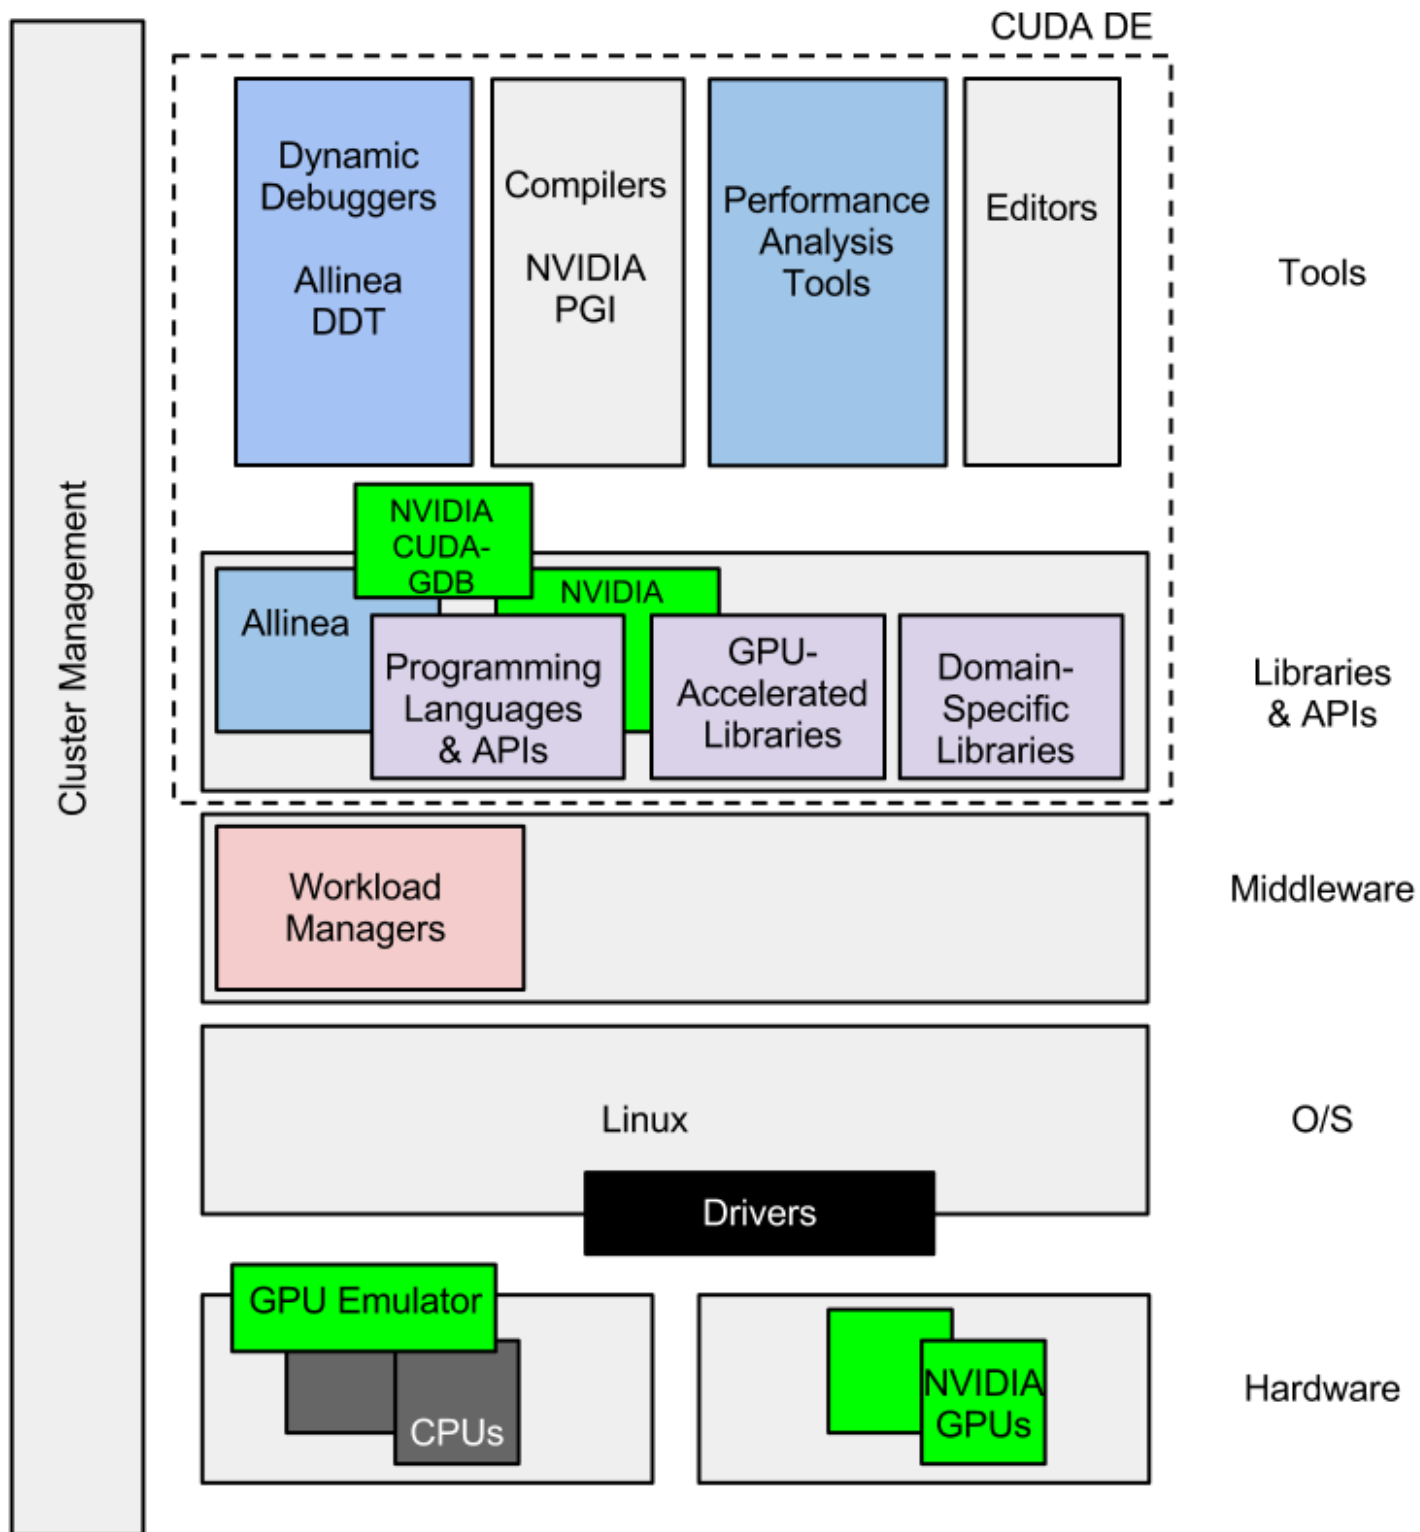 CUDA DE
Dynamic
Debuggers
Allinea
DDT
Compilers
NVIDIA
PGI
Performance
Analysis
Tools
Editors
Tools
Cluster Management
NVIDIA
CUDA-
GDB
Allinea
NVIDIA
Programming
Languages
& APIs
GPU-
Accelerated
Libraries
Domain-
Specific
Libraries
Libraries
& APIs
Workload
Managers
Middleware
Linux
O/S
Drivers
GPU Emulator
CPUs
NVIDIA
GPUs
Hardware